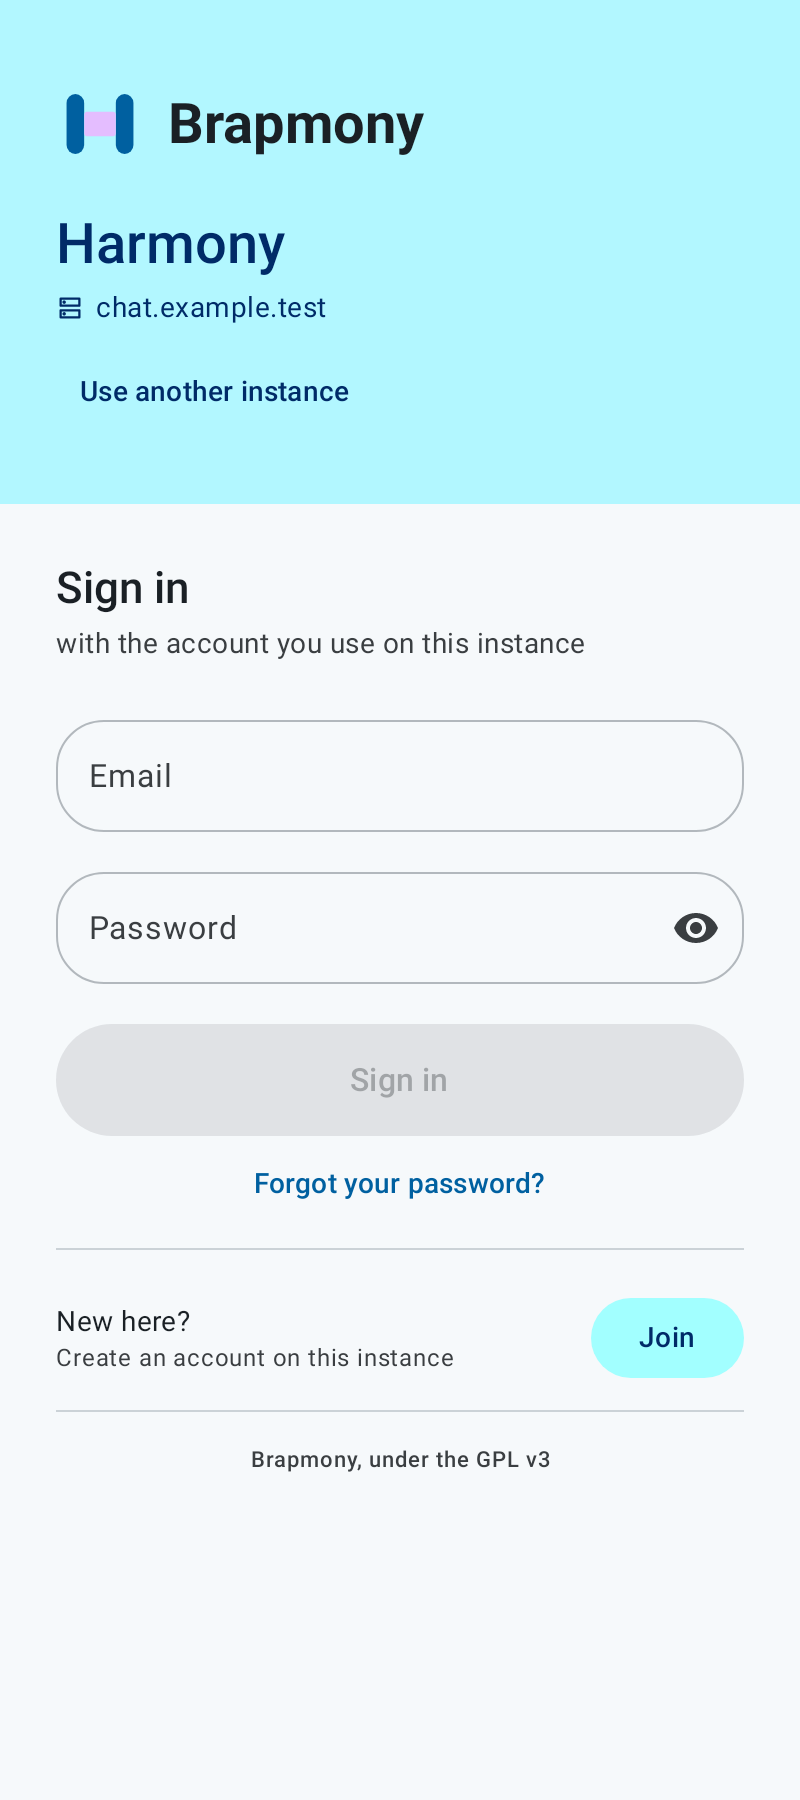 Brapmony
Harmony
chat.example.test
Use another instance
Sign in
with the account you use on this instance
Email
Password
Sign in
Forgot your password?
New here?
Create an account on this instance
Join
Brapmony, under the GPL v3